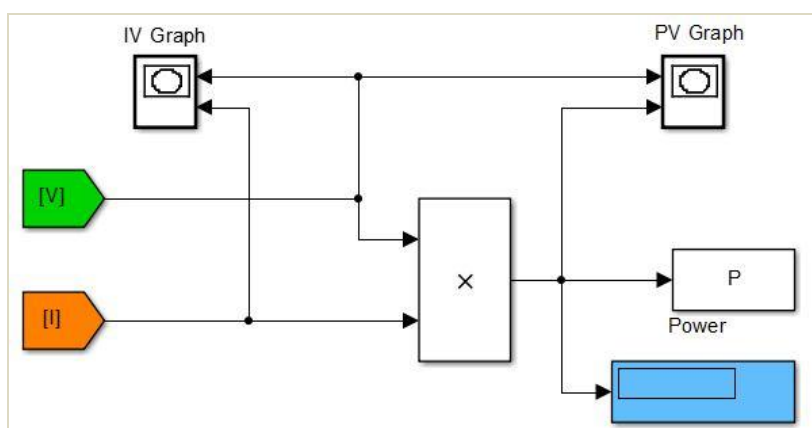 IV Graph
PV Graph
[V]
[I]
×
P
Power